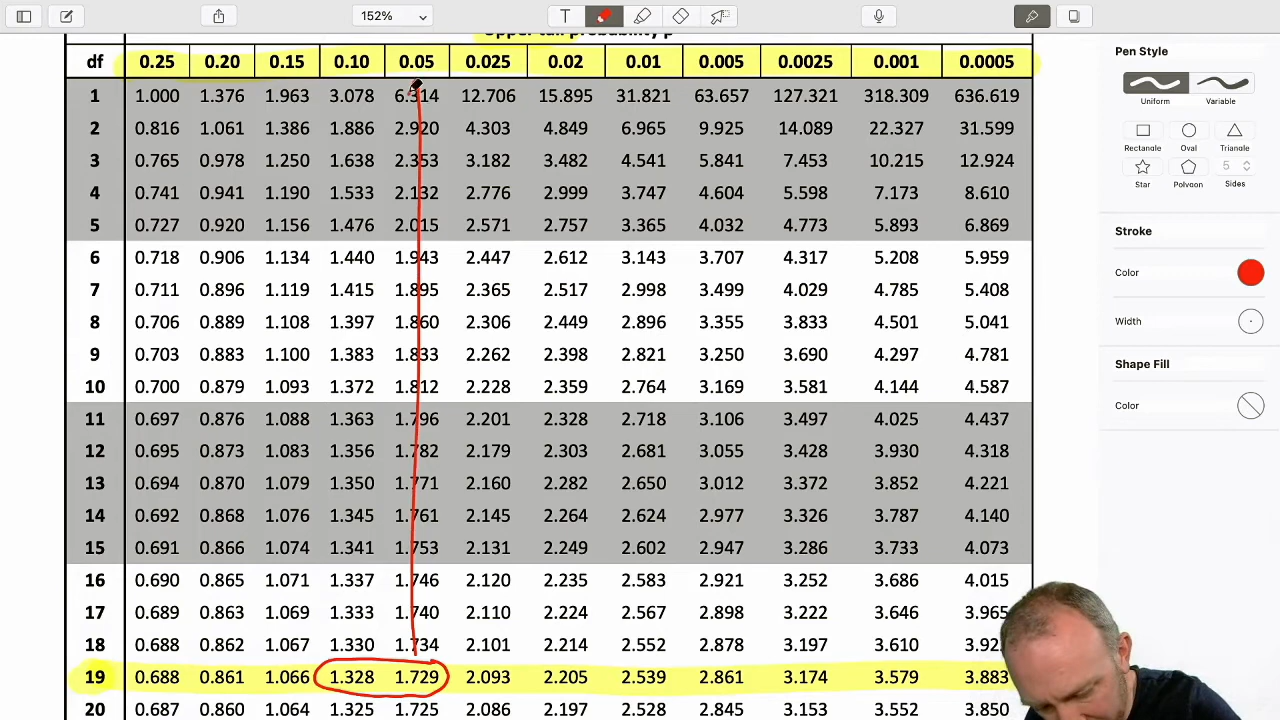 152%
T
Upper tail probability p
df 0.25 0.20 0.15 0.10 0.05 0.025 0.02 0.01 0.005 0.0025 0.001 0.0005
1 1.000 1.376 1.963 3.078 6.314 12.706 15.895 31.821 63.657 127.321 318.309 636.619
2 0.816 1.061 1.386 1.886 2.920 4.303 4.849 6.965 9.925 14.089 22.327 31.599
3 0.765 0.978 1.250 1.638 2.353 3.182 3.482 4.541 5.841 7.453 10.215 12.924
4 0.741 0.941 1.190 1.533 2.132 2.776 2.999 3.747 4.604 5.598 7.173 8.610
5 0.727 0.920 1.156 1.476 2.015 2.571 2.757 3.365 4.032 4.773 5.893 6.869
6 0.718 0.906 1.134 1.440 1.943 2.447 2.612 3.143 3.707 4.317 5.208 5.959
7 0.711 0.896 1.119 1.415 1.895 2.365 2.517 2.998 3.499 4.029 4.785 5.408
8 0.706 0.889 1.108 1.397 1.860 2.306 2.449 2.896 3.355 3.833 4.501 5.041
9 0.703 0.883 1.100 1.383 1.833 2.262 2.398 2.821 3.250 3.690 4.297 4.781
10 0.700 0.879 1.093 1.372 1.812 2.228 2.359 2.764 3.169 3.581 4.144 4.587
11 0.697 0.876 1.088 1.363 1.796 2.201 2.328 2.718 3.106 3.497 4.025 4.437
12 0.695 0.873 1.083 1.356 1.782 2.179 2.303 2.681 3.055 3.428 3.930 4.318
13 0.694 0.870 1.079 1.350 1.771 2.160 2.282 2.650 3.012 3.372 3.852 4.221
14 0.692 0.868 1.076 1.345 1.761 2.145 2.264 2.624 2.977 3.326 3.787 4.140
15 0.691 0.866 1.074 1.341 1.753 2.131 2.249 2.602 2.947 3.286 3.733 4.073
16 0.690 0.865 1.071 1.337 1.746 2.120 2.235 2.583 2.921 3.252 3.686 4.015
17 0.689 0.863 1.069 1.333 1.740 2.110 2.224 2.567 2.898 3.222 3.646 3.965
18 0.688 0.862 1.067 1.330 1.734 2.101 2.214 2.552 2.878 3.197 3.610
19 0.688 0.861 1.066 1.328 1.729 2.093 2.205 2.539 2.861 3.174 3.579 3.883
20 0.687 0.860 1.064 1.325 1.725 2.086 2.197 2.528 2.845 3.153 3.552 3.850
Pen Style
Uniform Variable
Rectangle Oval Triangle
5
Star Polygon Sides
Stroke
Color
Width
Shape Fill
Color